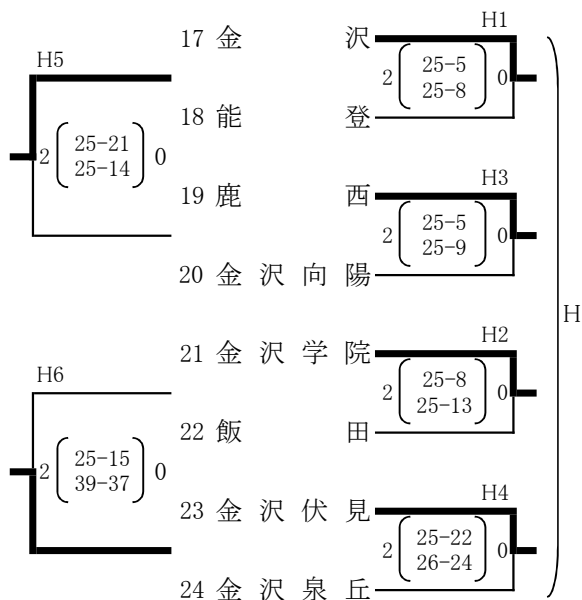 H1
17 金沢
H5
2 25-5 0
25-8
18 能登
2 25-21 0
25-14
H3
19 鹿西
2 25-5 0
25-9
20 金沢向陽
H
H2
21 金沢学院
H6
2 25-8 0
25-13
22 飯田
2 25-15 0
39-37
H4
23 金沢伏見
2 25-22 0
26-24
24 金沢泉丘